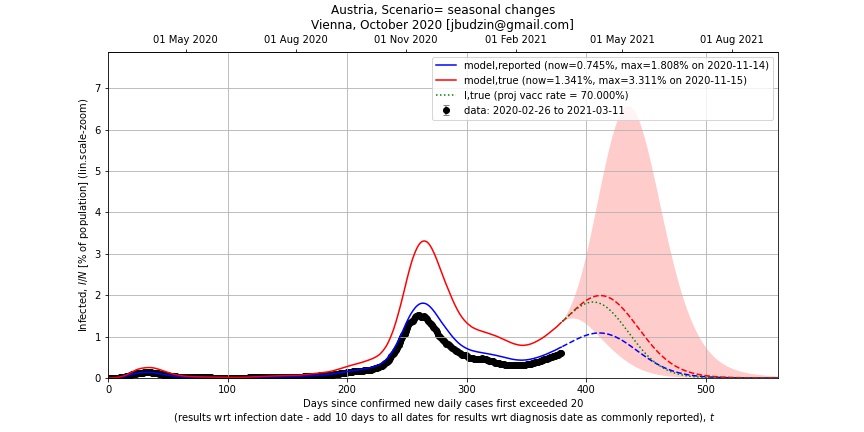 Austria, Scenario= seasonal changes
Vienna, October 2020 [jbudzin@gmail.com]
01 May 2020 01 Aug 2020 01 Nov 2020 01 Feb 2021 01 May 2021 01 Aug 2021
model,reported (now=0.745%, max=1.808% on 2020-11-14)
model,true (now=1.341%, max=3.311% on 2020-11-15)
I,true (proj vacc rate = 70.000%)
data: 2020-02-26 to 2021-03-11
Infected, I/N [% of population] (lin.scale-zoom)
7
6
5
4
3
2
1
0
0 100 200 300 400 500
Days since confirmed new daily cases first exceeded 20
(results wrt infection date - add 10 days to all dates for results wrt diagnosis date as commonly reported), t